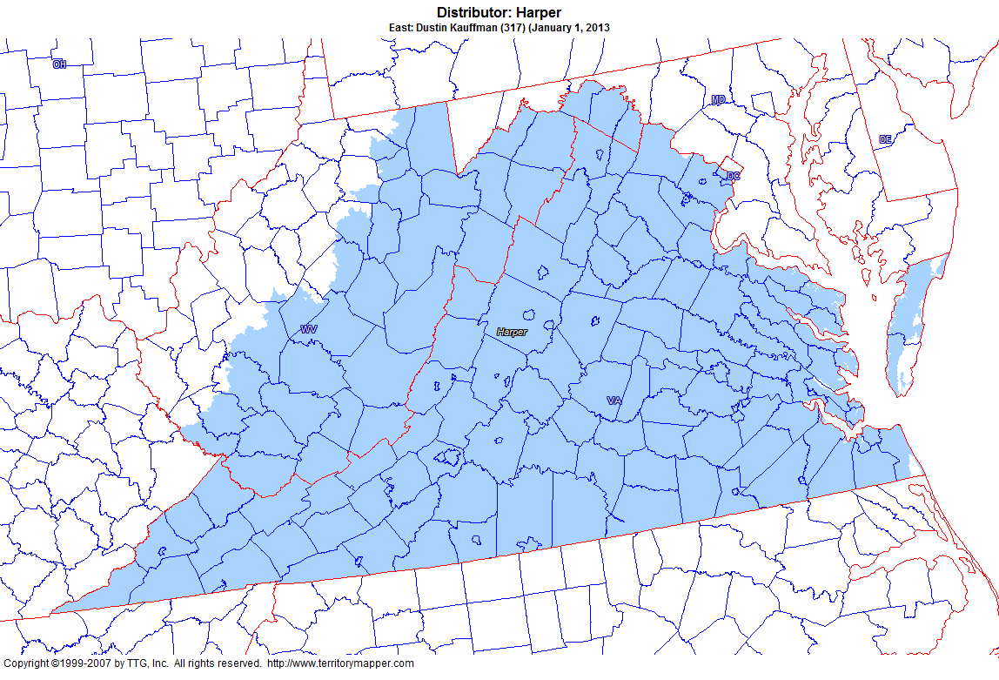 Distributor: Harper
East: Dustin Kauffman (317) (January 1, 2013
OH
MD
DE
DC
WV
Harper
VA
Copyright ©1999-2007 by TTG, Inc. All rights reserved. http://www.territorymapper.com